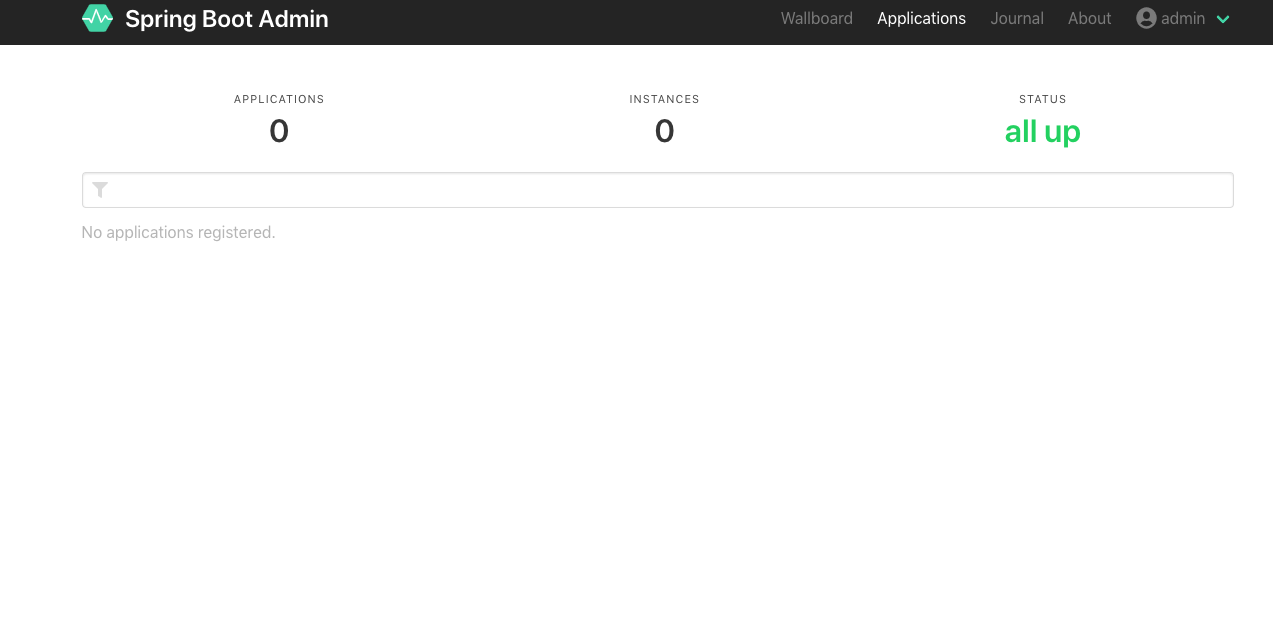 Spring Boot Admin Wallboard Applications Journal About admin
APPLICATIONS INSTANCES STATUS
0 0 all up
No applications registered.